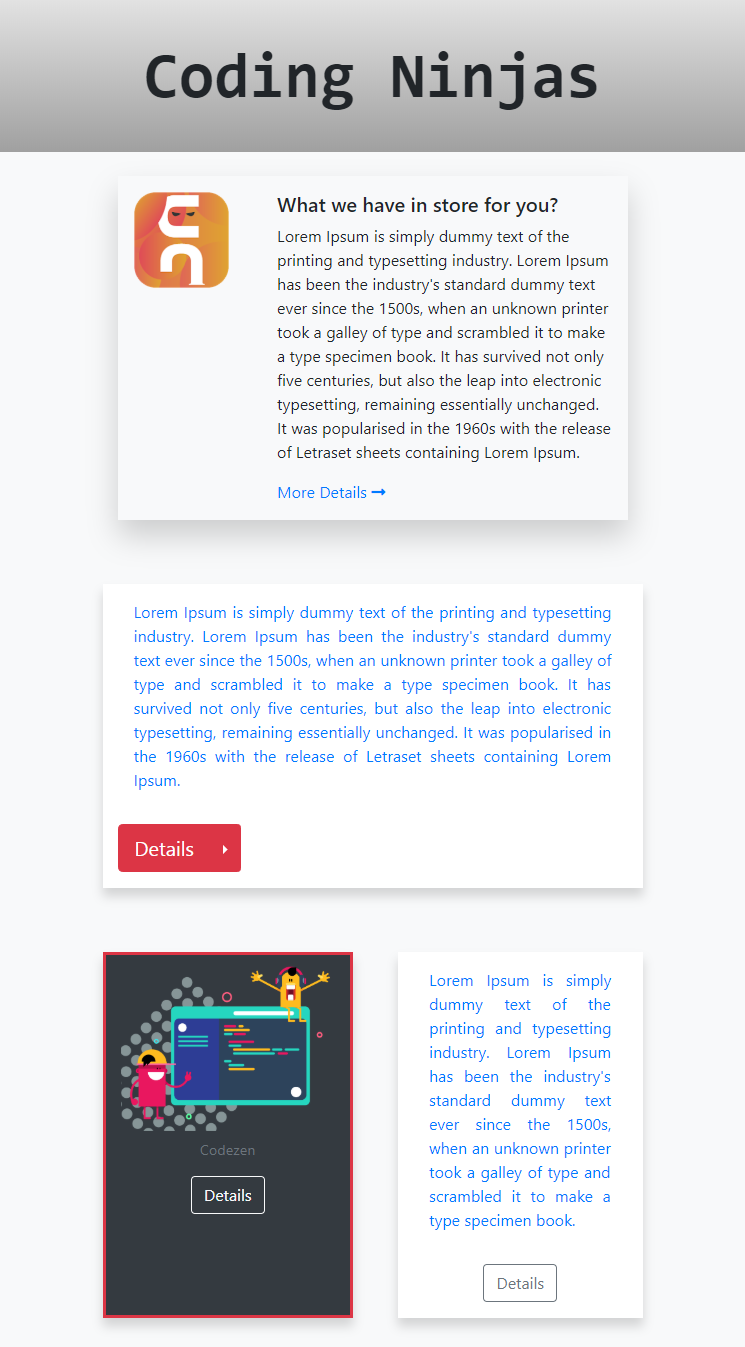 Coding Ninjas
What we have in store for you?
Lorem Ipsum is simply dummy text of the
printing and typesetting industry. Lorem Ipsum
has been the industry's standard dummy text
ever since the 1500s, when an unknown printer
took a galley of type and scrambled it to make
a type specimen book. It has survived not only
five centuries, but also the leap into electronic
typesetting, remaining essentially unchanged.
It was popularised in the 1960s with the release
of Letraset sheets containing Lorem Ipsum.
More Details
Lorem Ipsum is simply dummy text of the printing and typesetting
industry. Lorem Ipsum has been the industry's standard dummy
text ever since the 1500s, when an unknown printer took a galley of
type and scrambled it to make a type specimen book. It has
survived not only five centuries, but also the leap into electronic
typesetting, remaining essentially unchanged. It was popularised in
the 1960s with the release of Letraset sheets containing Lorem
Ipsum.
Details
Codezen
Details
Lorem Ipsum is simply
dummy text of the
printing and typesetting
industry. Lorem Ipsum
has been the industry's
standard dummy text
ever since the 1500s,
when an unknown printer
took a galley of type and
scrambled it to make a
type specimen book.
Details